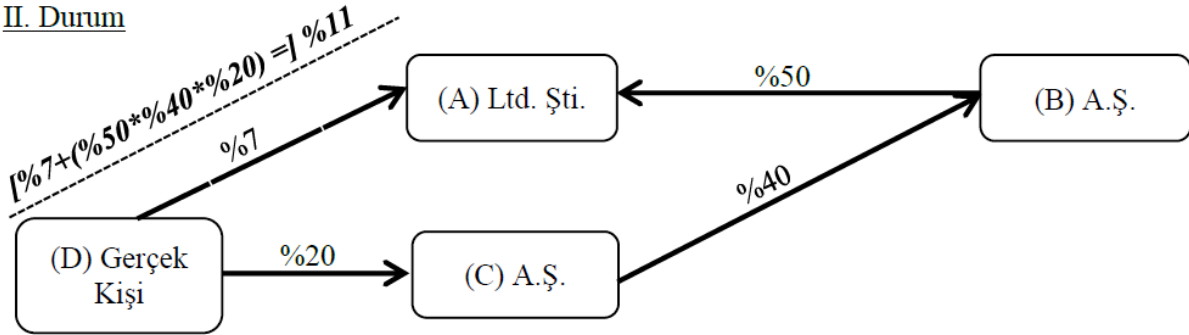 II. Durum
[%7+(%50*%40*%20) =] %11
(A) Ltd. Şti.
%50
(B) A.Ş.
%7
%40
(D) Gerçek
Kişi
%20
(C) A.Ş.